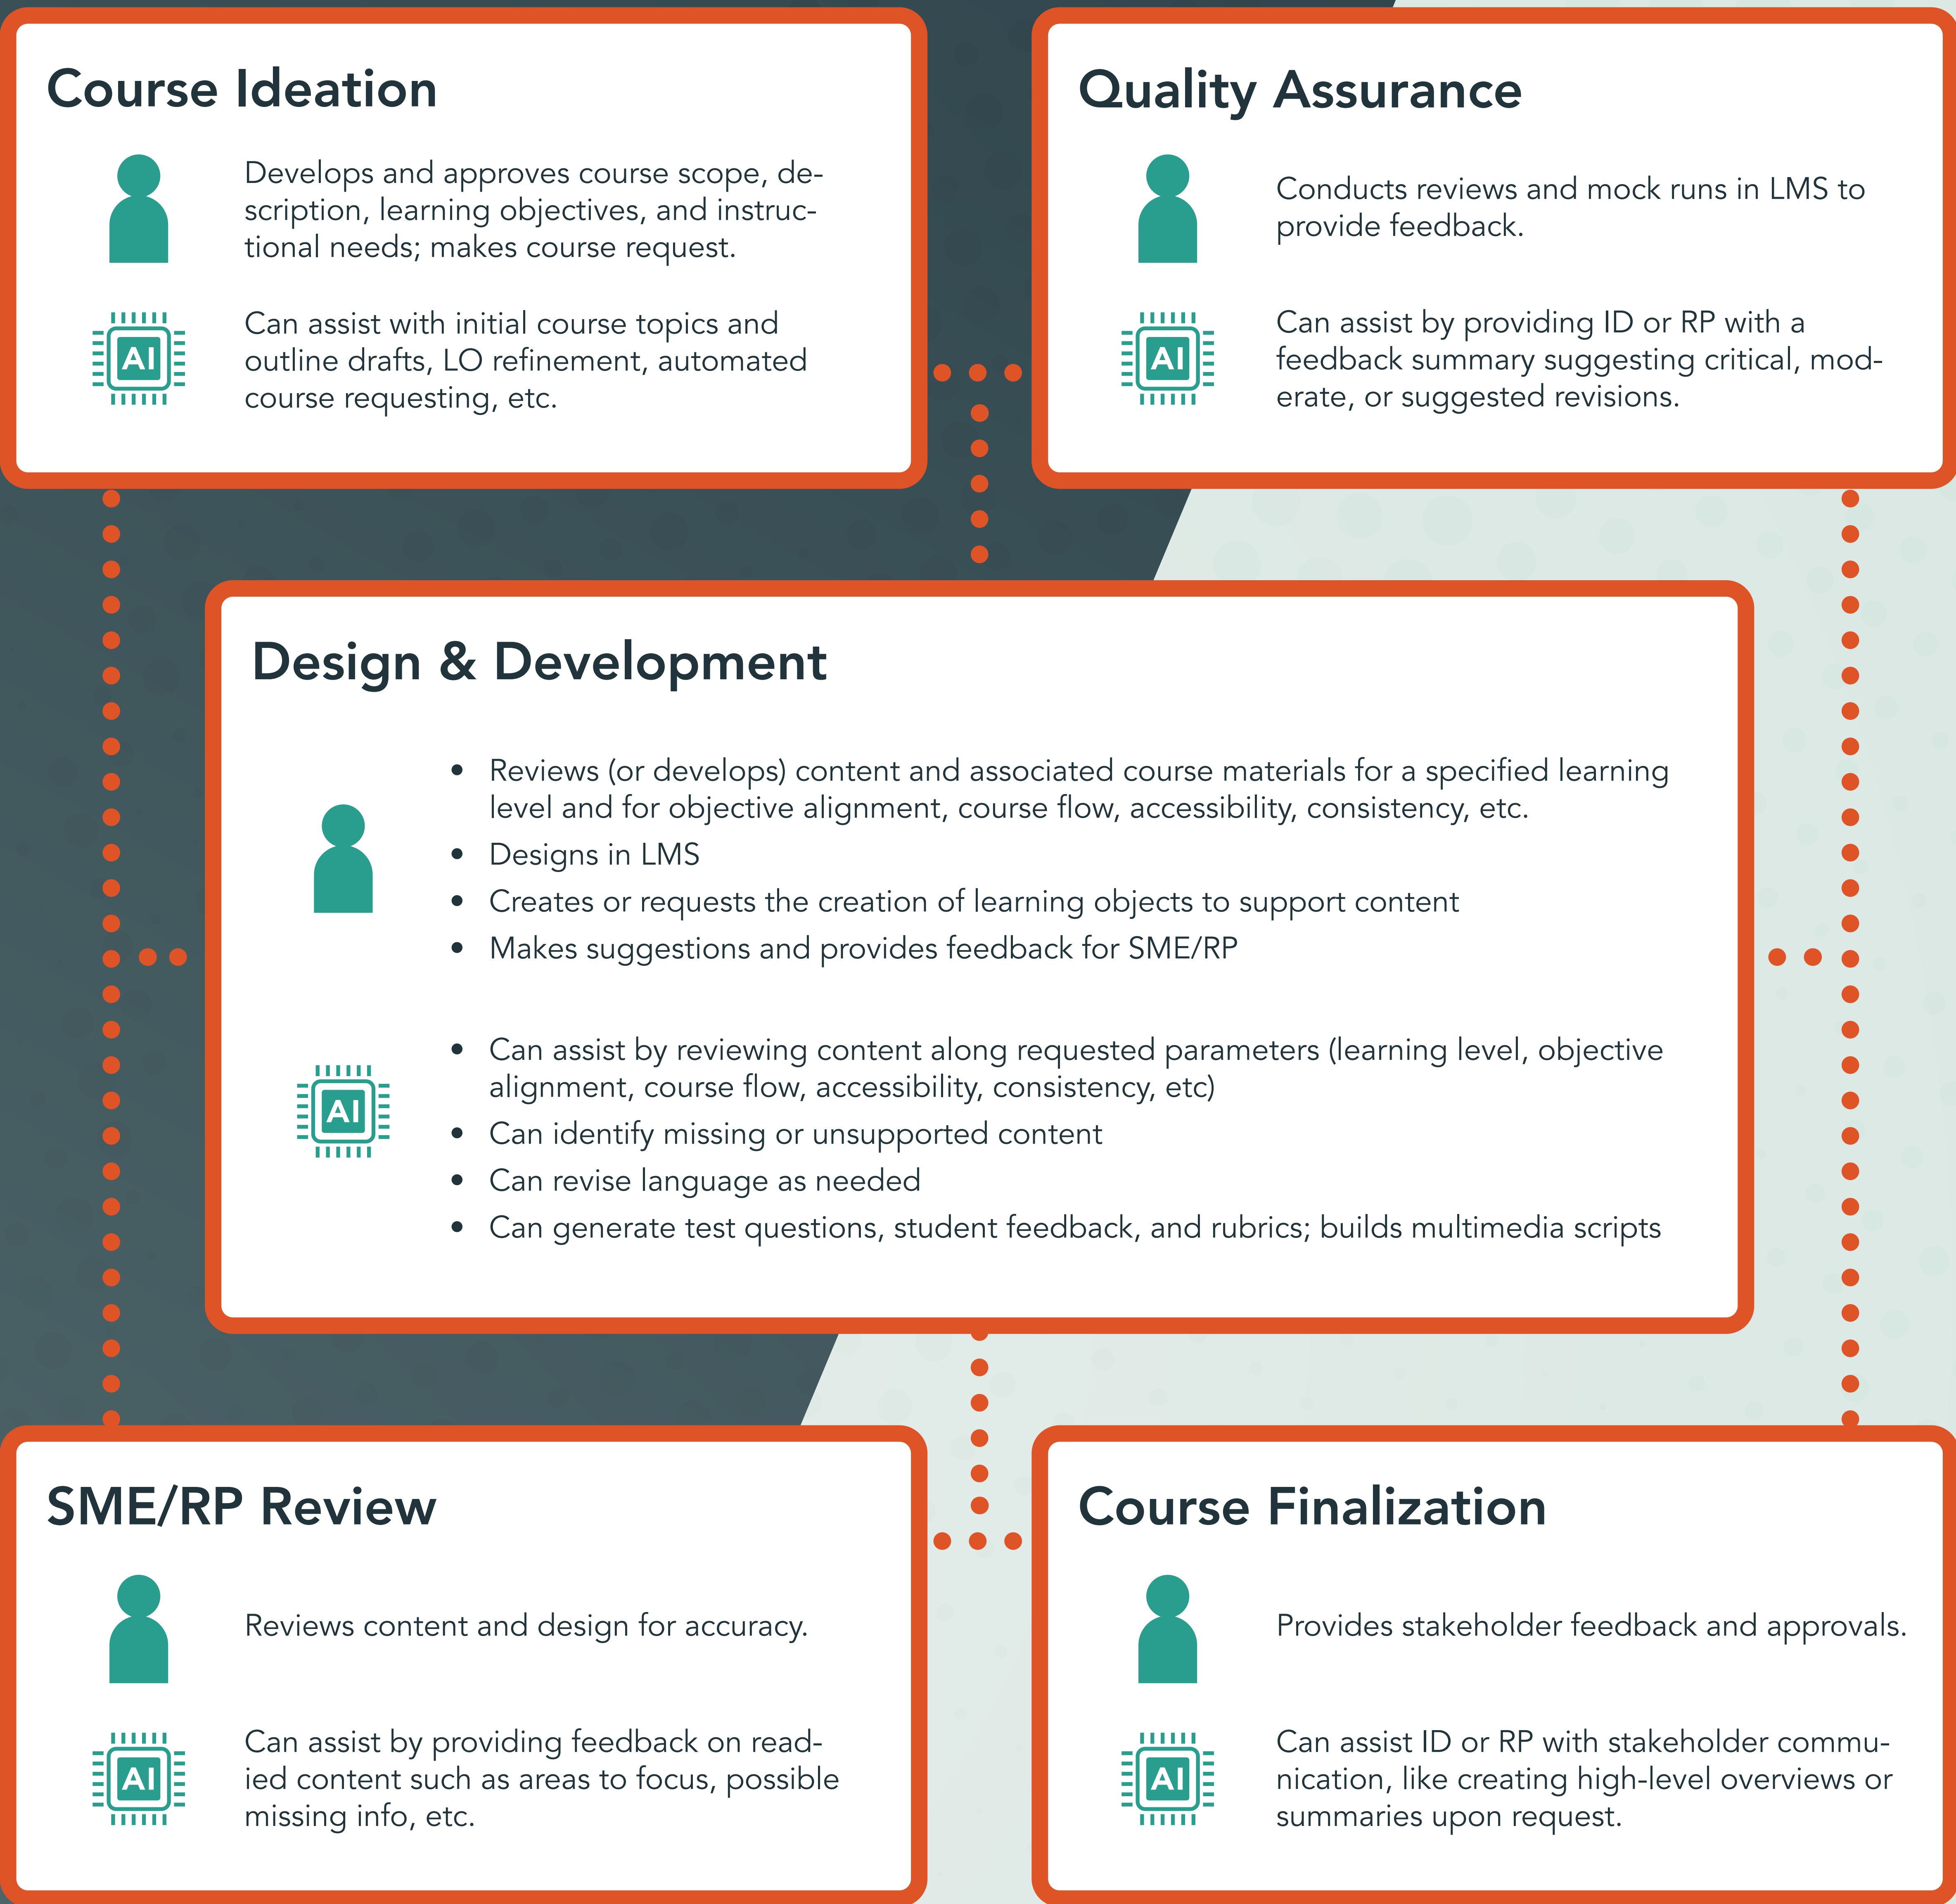 Course Ideation
Develops and approves course scope, de-
scription, learning objectives, and instruc-
tional needs; makes course request.
AI
Can assist with initial course topics and
outline drafts, LO refinement, automated
course requesting, etc.
Quality Assurance
Conducts reviews and mock runs in LMS to
provide feedback.
AI
Can assist by providing ID or RP with a
feedback summary suggesting critical, mod-
erate, or suggested revisions.
Design & Development
• Reviews (or develops) content and associated course materials for a specified learning
level and for objective alignment, course flow, accessibility, consistency, etc.
• Designs in LMS
• Creates or requests the creation of learning objects to support content
• Makes suggestions and provides feedback for SME/RP
AI
• Can assist by reviewing content along requested parameters (learning level, objective
alignment, course flow, accessibility, consistency, etc)
• Can identify missing or unsupported content
• Can revise language as needed
• Can generate test questions, student feedback, and rubrics; builds multimedia scripts
SME/RP Review
Reviews content and design for accuracy.
AI
Can assist by providing feedback on read-
ied content such as areas to focus, possible
missing info, etc.
Course Finalization
Provides stakeholder feedback and approvals.
AI
Can assist ID or RP with stakeholder commu-
nication, like creating high-level overviews or
summaries upon request.